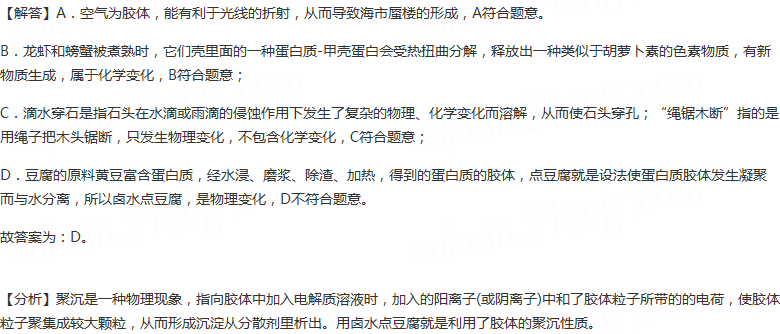 【解答】A．空气为胶体，能有利于光线的折射，从而导致海市蜃楼的形成，A符合题意。
B．龙虾和螃蟹被煮熟时，它们壳里面的一种蛋白质-甲壳蛋白会受热扭曲分解，释放出一种类似于胡萝卜素的色素物质，有新
物质生成，属于化学变化，B符合题意；
C．滴水穿石是指石头在水滴或雨滴的侵蚀作用下发生了复杂的物理、化学变化而溶解，从而使石头穿孔；“绳锯木断”指的是
用绳子把木头锯断，只发生物理变化，不包含化学变化，C符合题意；
D．豆腐的原料黄豆富含蛋白质，经水浸、磨浆、除渣、加热，得到的蛋白质的胶体，点豆腐就是设法使蛋白质胶体发生凝聚
而与水分离，所以卤水点豆腐，是物理变化，D不符合题意。
故答案为：D。
【分析】聚沉是一种物理现象，指向胶体中加入电解质溶液时，加入的阳离子(或阴离子)中和了胶体粒子所带的的电荷，使胶体
粒子聚集成较大颗粒，从而形成沉淀从分散剂里析出。用卤水点豆腐就是利用了胶体的聚沉性质。